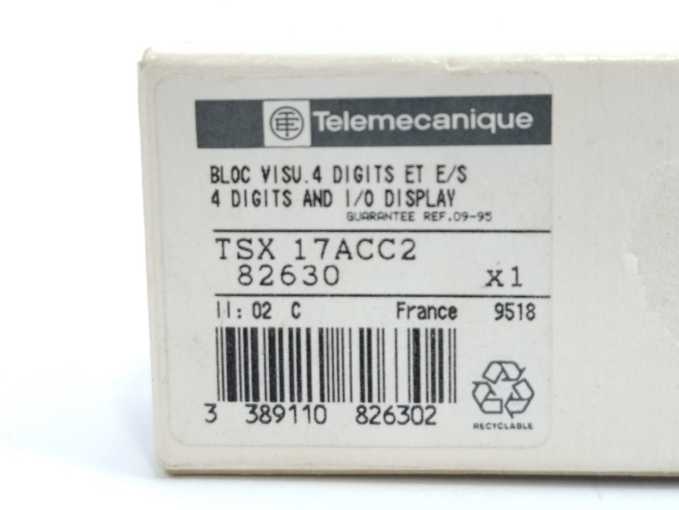 Telemecanique
BLOC VISU.4 DIGITS ET E/S
4 DIGITS AND I/O DISPLAY
GUARANTEE REF.09-95
TSX 17ACC2
82630 x1
II: 02 C France 9518
3 389110 826302
RECYCLABLE